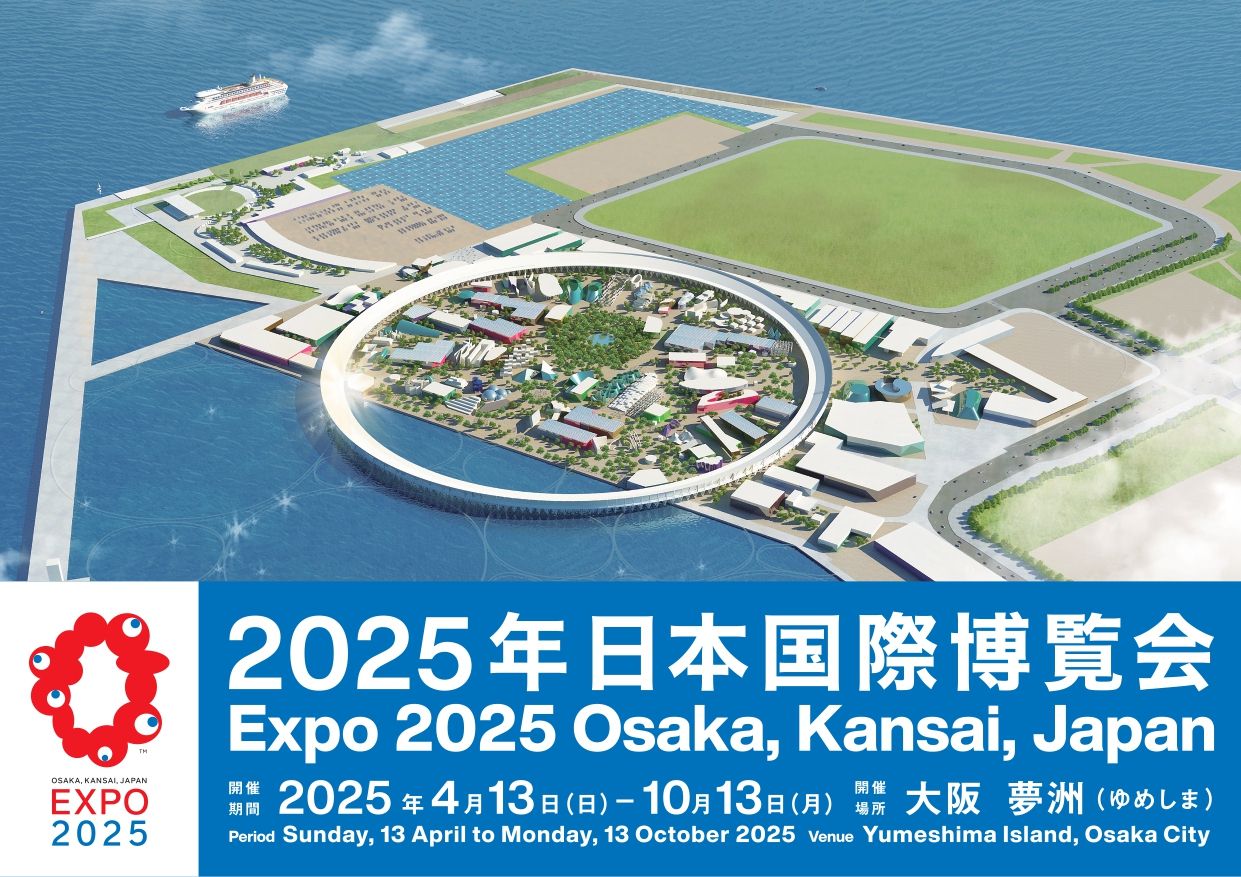 2025年日本国際博覧会
Expo 2025 Osaka, Kansai, Japan
開催期間 2025年4月13日(日)–10月13日(月) 開催場所 大阪 夢洲(ゆめしま)
Period Sunday, 13 April to Monday, 13 October 2025 Venue Yumeshima Island, Osaka City
TM
OSAKA, KANSAI, JAPAN
EXPO
2025